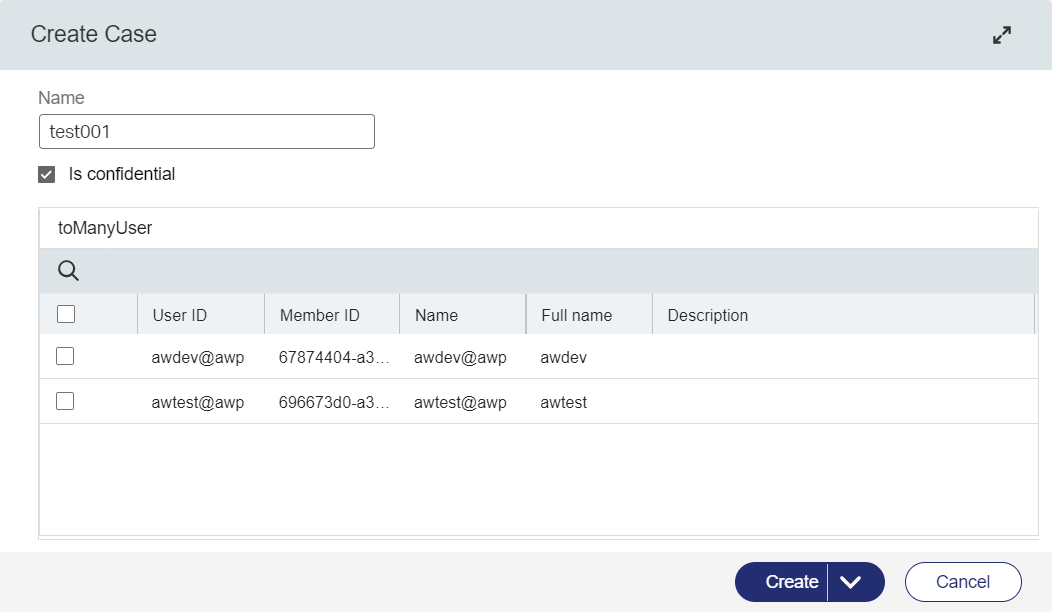 Create Case
Name
test001
Is confidential
toManyUser
User ID Member ID Name Full name Description
awdev@awp 67874404-a3... awdev@awp awdev
awtest@awp 696673d0-a3... awtest@awp awtest
Create Cancel